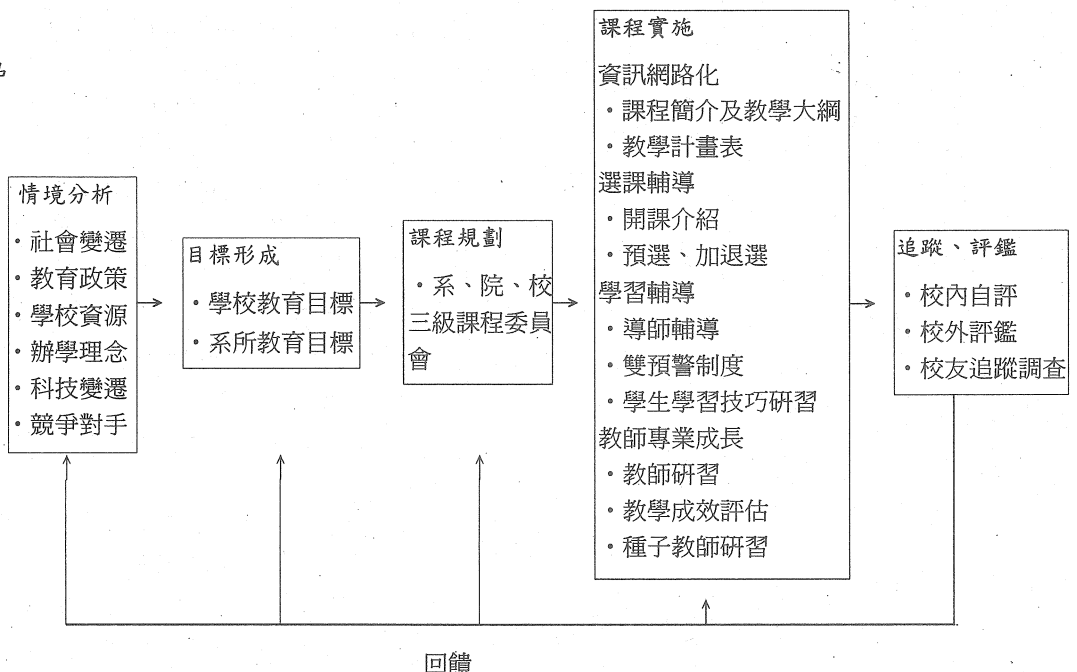 情境分析
・社會變遷
・教育政策
・學校資源
・辦學理念
・科技變遷
・競爭對手
目標形成
・學校教育目標
・系所教育目標
課程規劃
・系、院、校
三級課程委員
會
課程實施
資訊網路化
・課程簡介及教學大綱
・教學計畫表
選課輔導
・開課介紹
・預選、加退選
學習輔導
・導師輔導
・雙預警制度
・學生學習技巧研習
教師專業成長
・教師研習
・教學成效評估
・種子教師研習
追蹤、評鑑
・校內自評
・校外評鑑
・校友追蹤調查
回饋